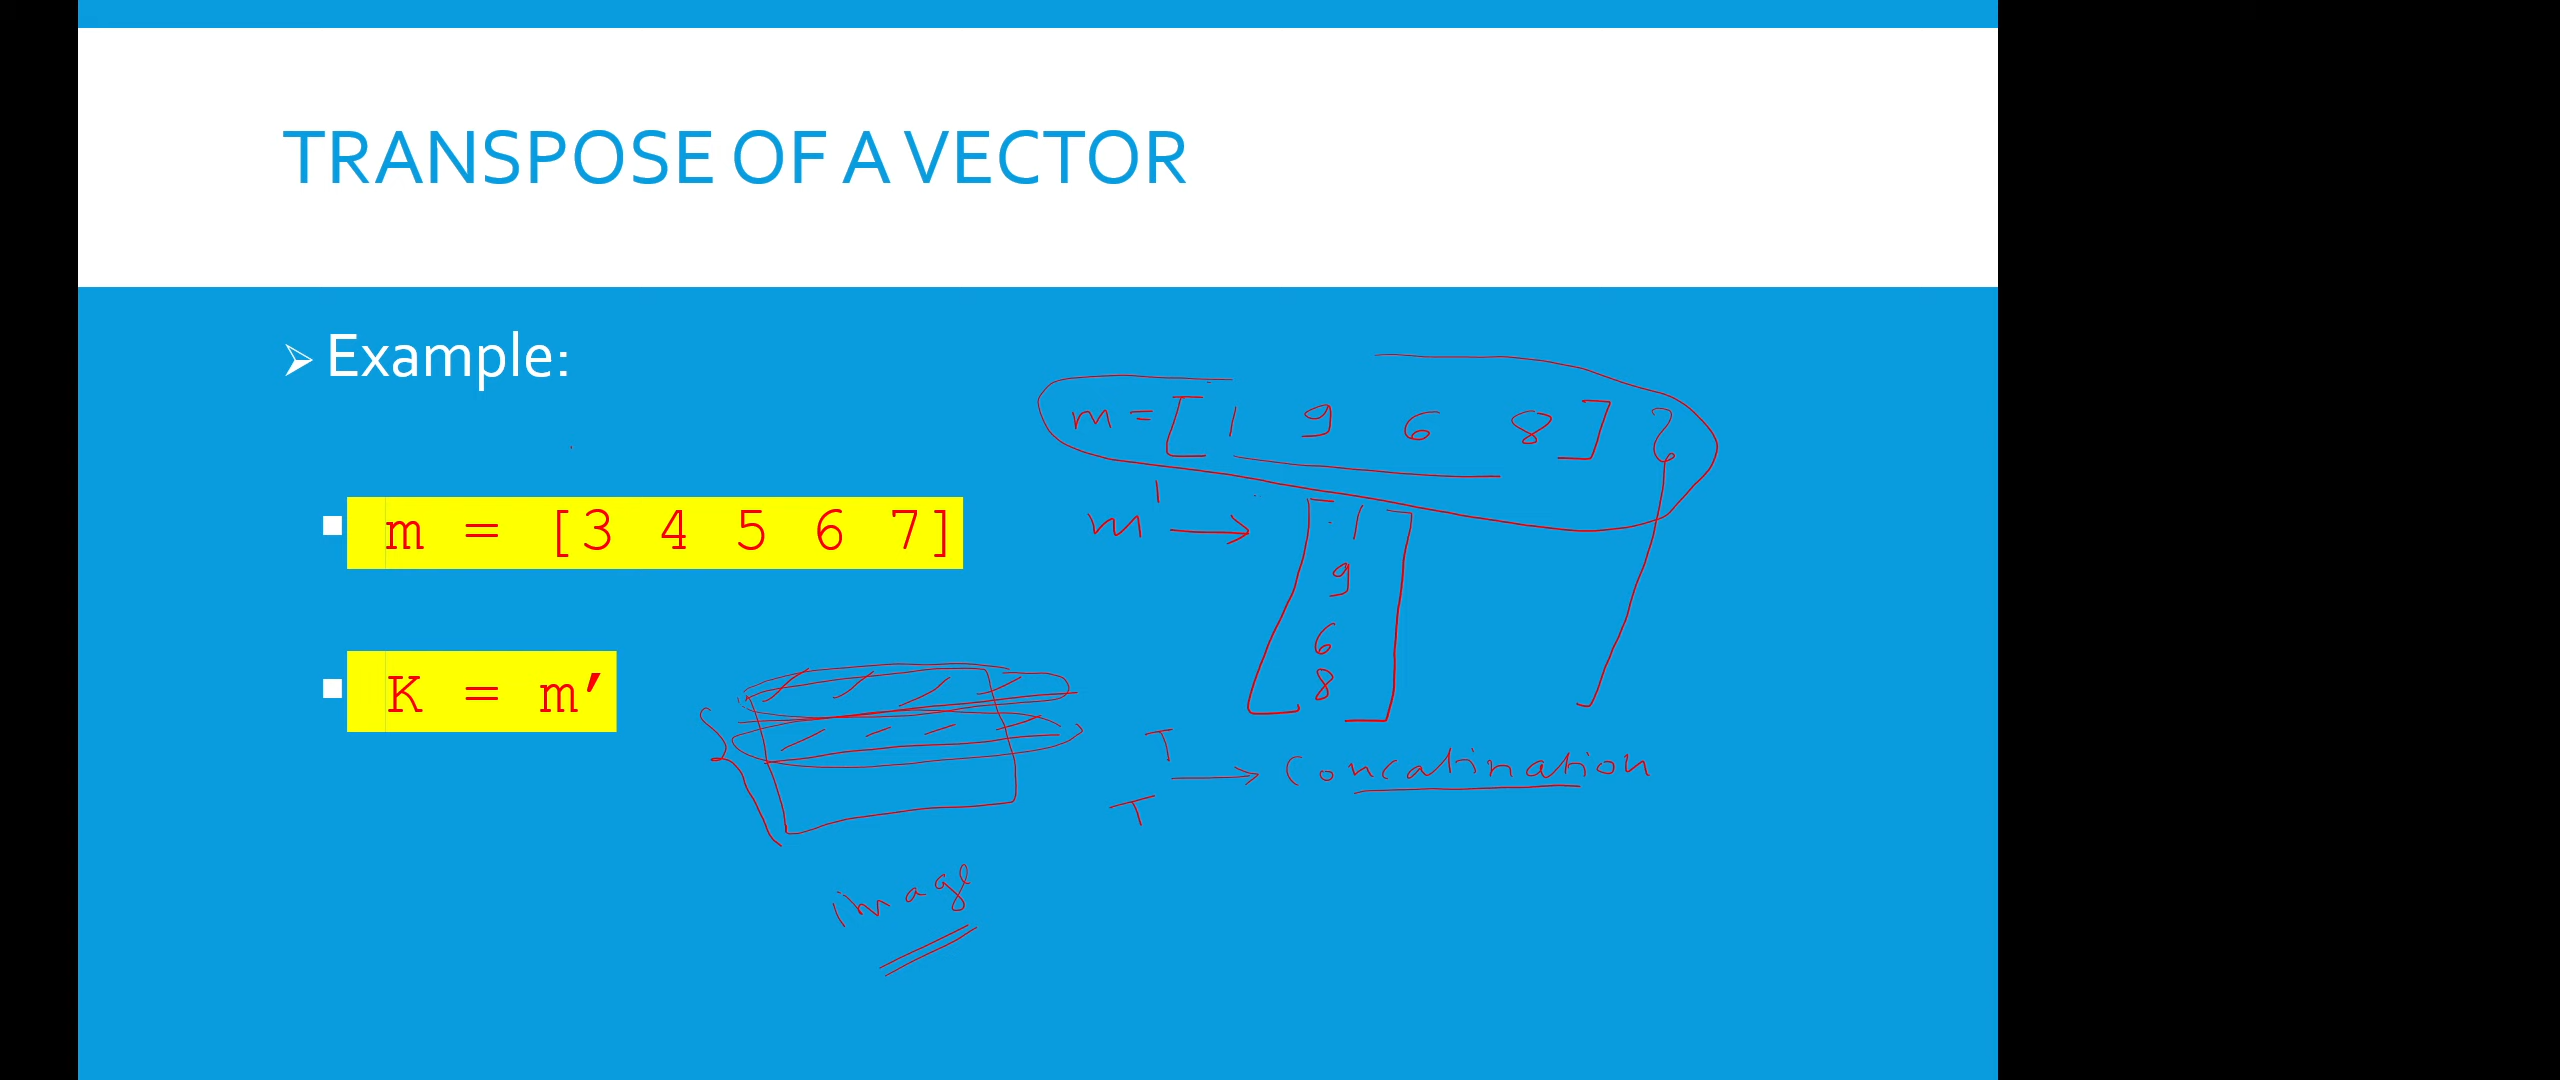 TRANSPOSE OF A VECTOR
Example:
m = [3 4 5 6 7]
K = m′
m = [ 1 9 6 8 ] ;
m' → [ 1
9
6
8 ]
T
→ Concatination
T
image